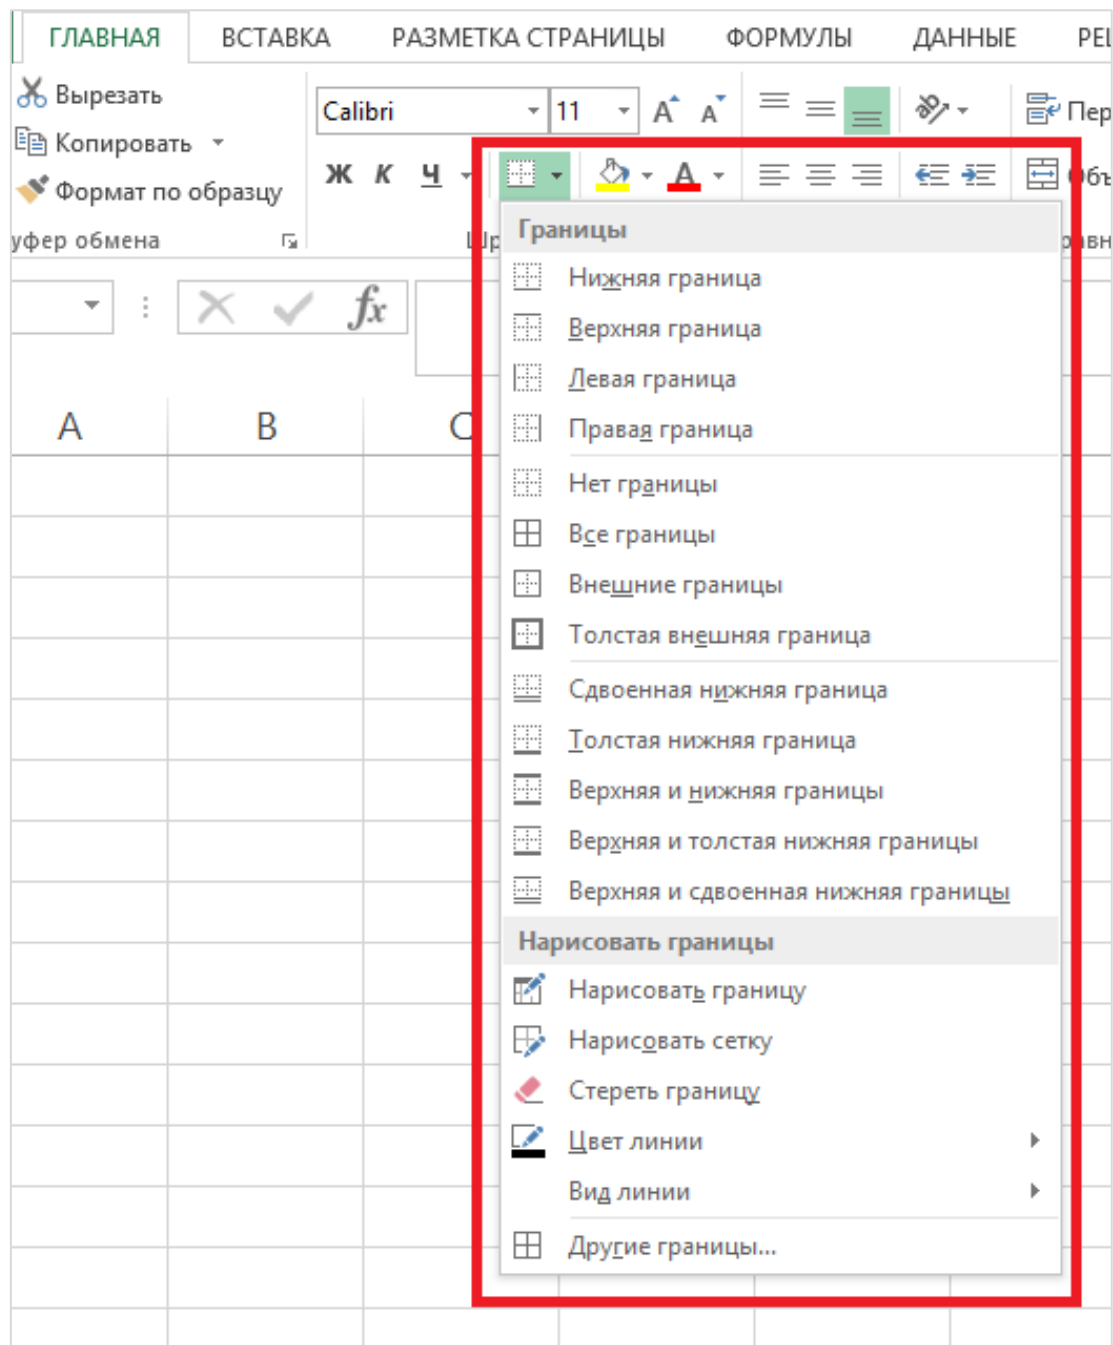 ГЛАВНАЯ ВСТАВКА РАЗМЕТКА СТРАНИЦЫ ФОРМУЛЫ ДАННЫЕ
Вырезать
Calibri 11
Копировать
Ж К Ч А
Формат по образцу
обмена
fx
A B C
Границы
Нижняя граница
Верхняя граница
Левая граница
Правая граница
Нет границы
Все границы
Внешние границы
Толстая внешняя граница
Сдвоенная нижняя граница
Толстая нижняя граница
Верхняя и нижняя границы
Верхняя и толстая нижняя границы
Верхняя и сдвоенная нижняя границы
Нарисовать границы
Нарисовать границу
Нарисовать сетку
Стереть границу
Цвет линии
Вид линии
Другие границы...